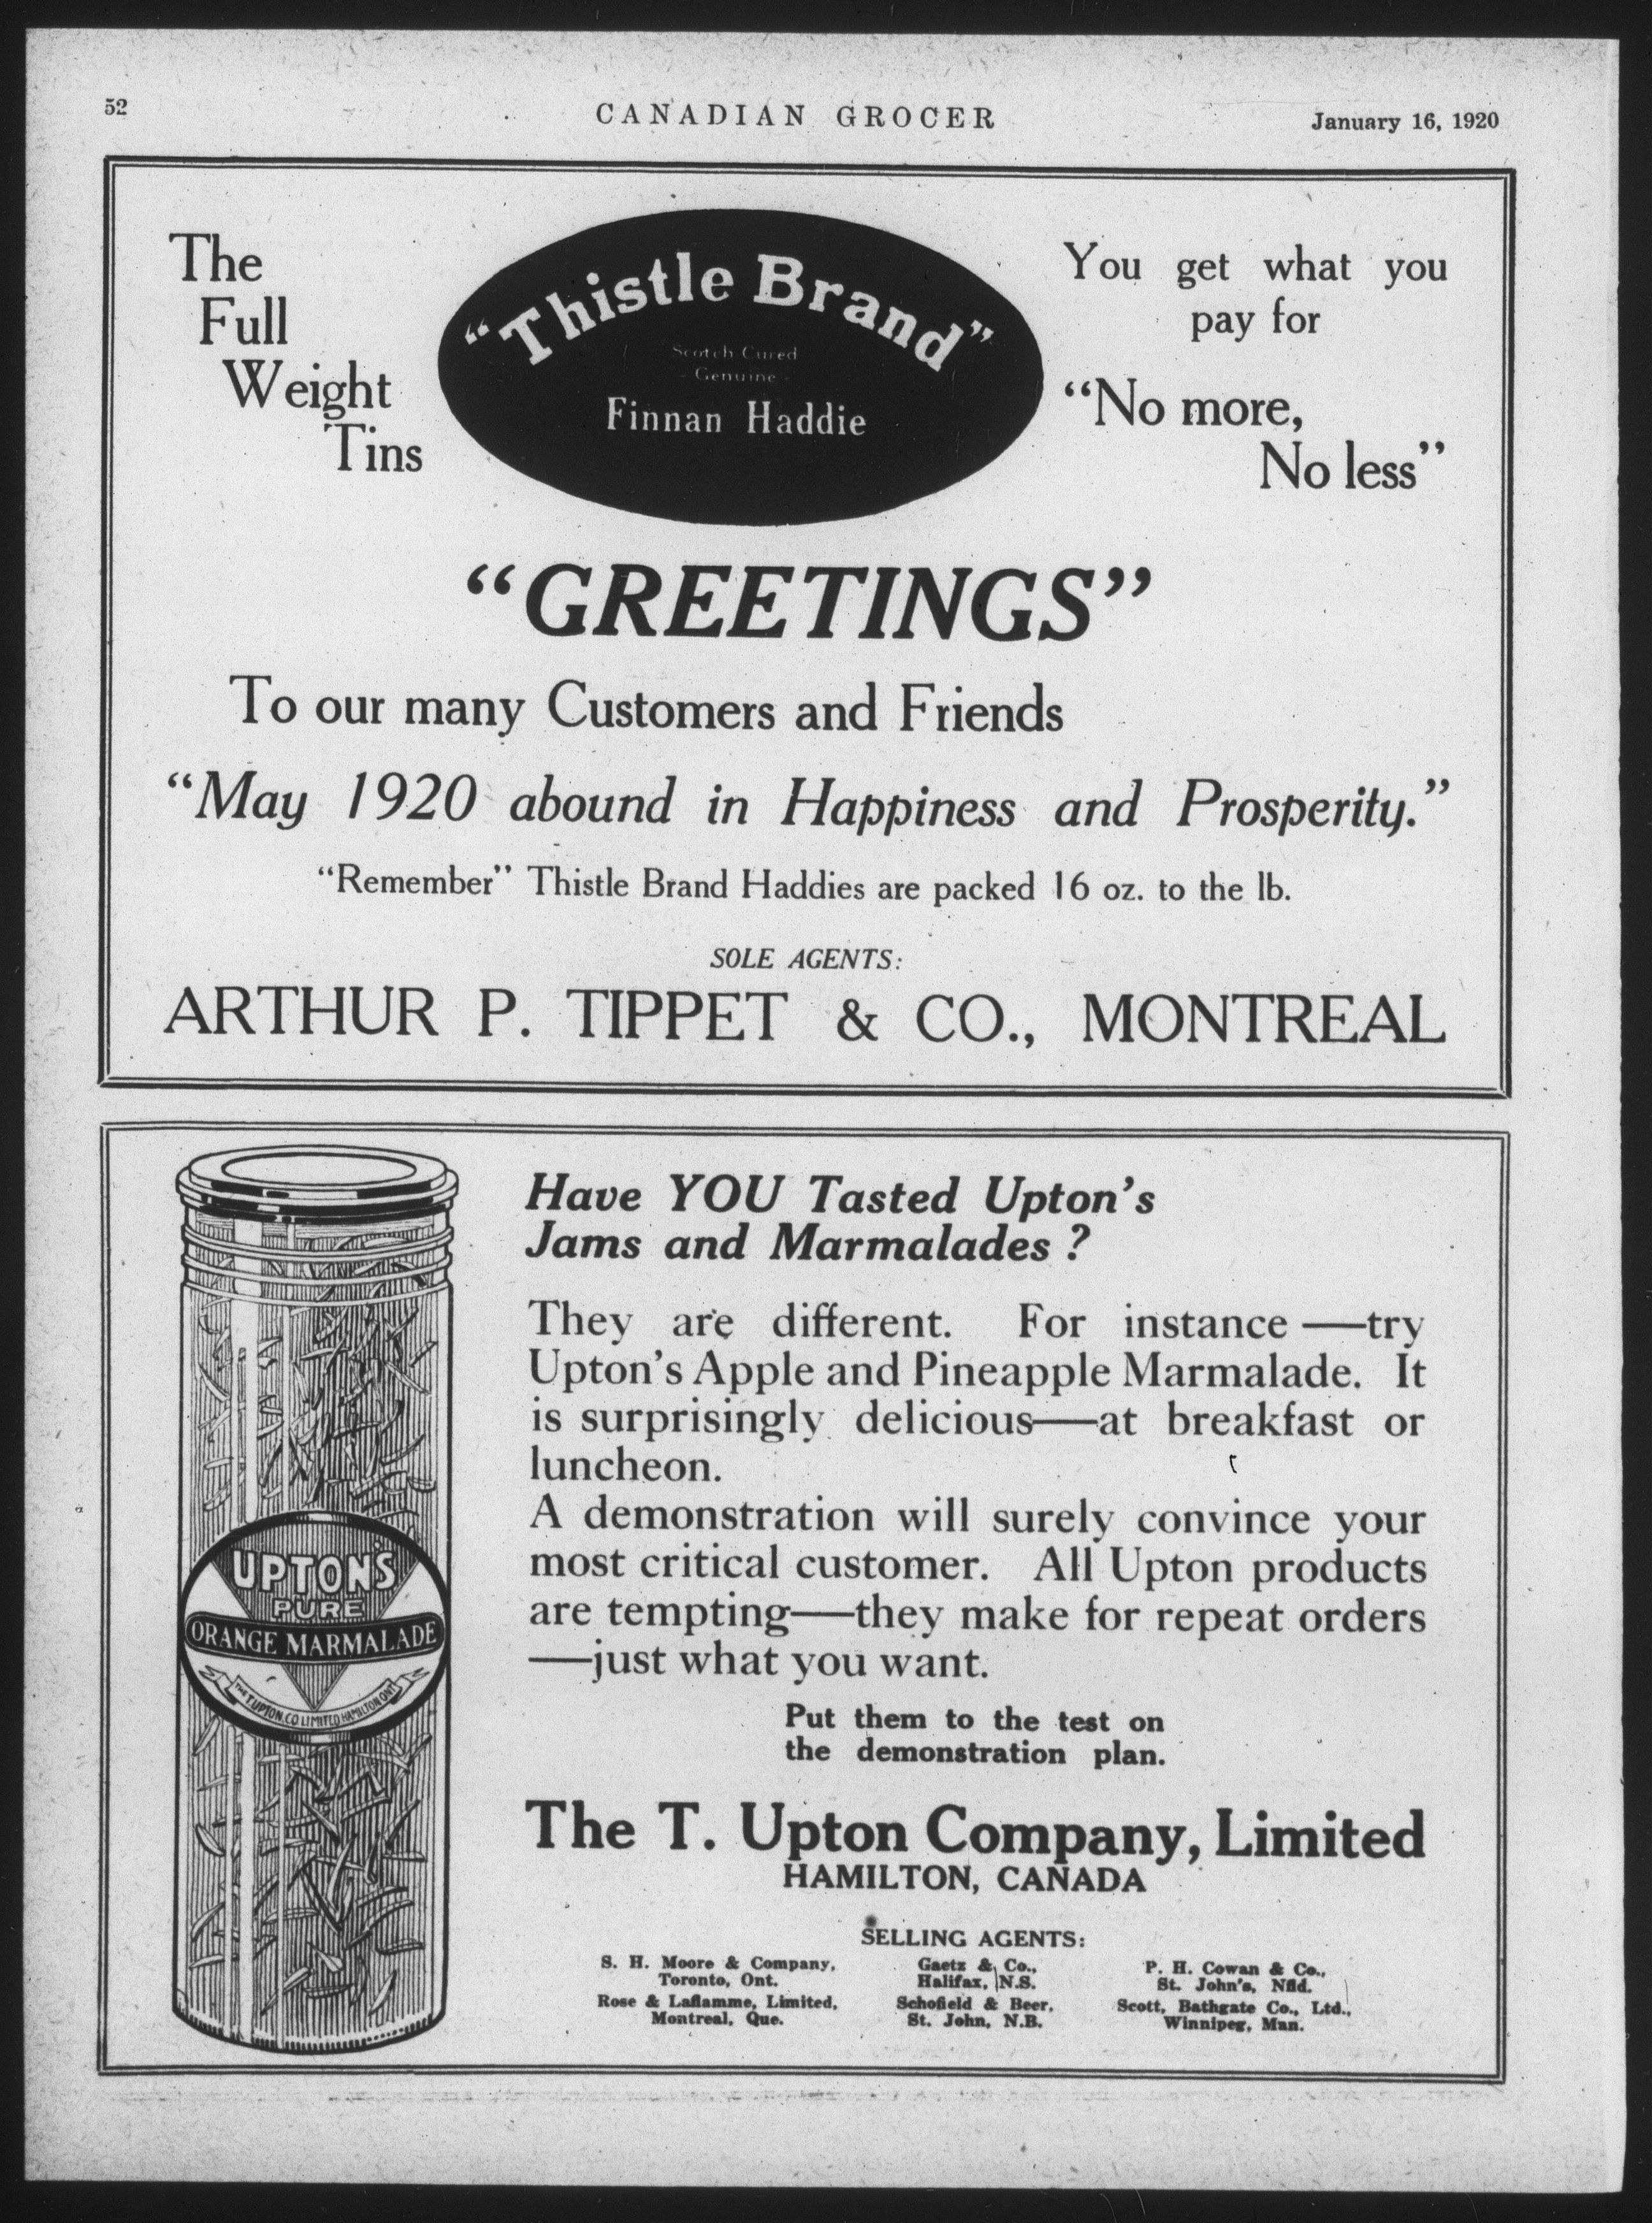 52
CANADIAN GROCER
January 16, 1920
The
Full
Weight
Tins
"Thistle Brand"
Scotch Cured
- Genuine -
Finnan Haddie
You get what you
pay for
"No more,
No less"
"GREETINGS"
To our many Customers and Friends
"May 1920 abound in Happiness and Prosperity."
"Remember" Thistle Brand Haddies are packed 16 oz. to the lb.
SOLE AGENTS:
ARTHUR P. TIPPET & CO., MONTREAL
UPTON'S
PURE
ORANGE MARMALADE
THE T. UPTON. CO LIMITED HAMILTON ONT
Have YOU Tasted Upton's
Jams and Marmalades ?
They are different. For instance—try
Upton's Apple and Pineapple Marmalade. It
is surprisingly delicious—at breakfast or
luncheon.
A demonstration will surely convince your
most critical customer. All Upton products
are tempting—they make for repeat orders
—just what you want.
Put them to the test on
the demonstration plan.
The T. Upton Company, Limited
HAMILTON, CANADA
SELLING AGENTS:
S. H. Moore & Company,
Toronto, Ont.
Rose & Laflamme, Limited,
Montreal, Que.
Gaetz & Co.,
Halifax, N.S.
Schofield & Beer,
St. John, N.B.
P. H. Cowan & Co.,
St. John's, Nfld.
Scott, Bathgate Co., Ltd.,
Winnipeg, Man.